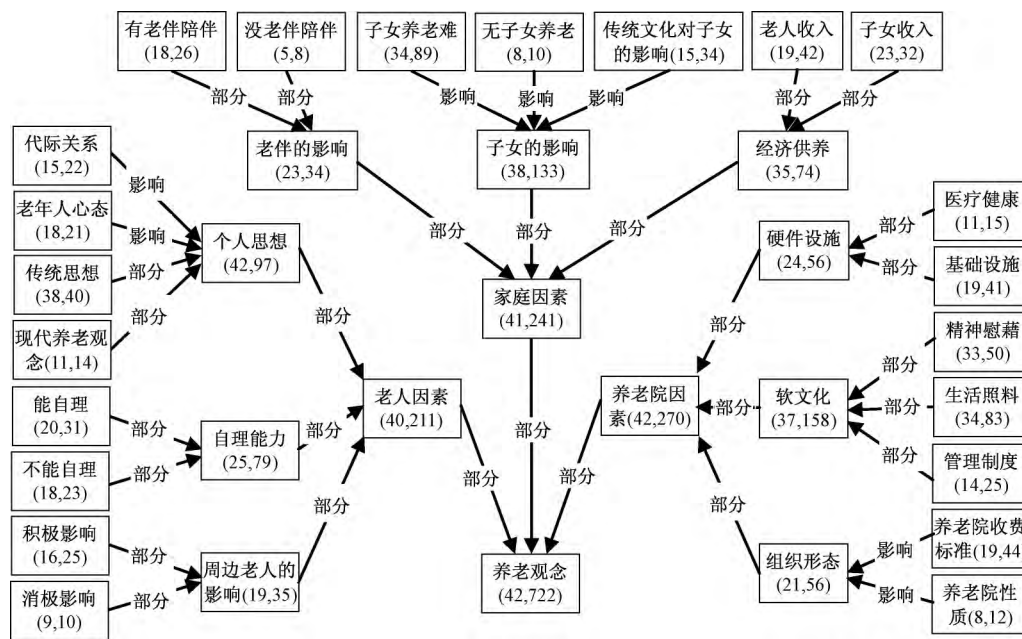 有老伴陪伴
(18,26)
没老伴陪伴
(5,8)
子女养老难
(34,89)
无子女养老
(8,10)
传统文化对子女
的影响(15,34)
老人收入
(19,42)
子女收入
(23,32)
部分
部分
影响
影响
影响
部分
部分
老伴的影响
(23,34)
子女的影响
(38,133)
经济供养
(35,74)
代际关系
(15,22)
老年人心态
(18,21)
传统思想
(38,40)
现代养老观
念(11,14)
影响
影响
部分
部分
个人思想
(42,97)
部分
部分
部分
家庭因素
(41,241)
硬件设施
(24,56)
部分
部分
医疗健康
(11,15)
基础设施
(19,41)
部分
部分
能自理
(20,31)
不能自理
(18,23)
部分
部分
自理能力
(25,79)
部分
老人因素
(40,211)
养老院因
素(42,270)
部分
软文化
(37,158)
部分
部分
部分
精神慰藉
(33,50)
生活照料
(34,83)
管理制度
(14,25)
积极影响
(16,25)
消极影响
(9,10)
部分
部分
周边老人的
影响(19,35)
部分
部分
部分
部分
养老观念
(42,722)
部分
组织形态
(21,56)
影响
影响
养老院收费
标准(19,44
养老院性
质(8,12)